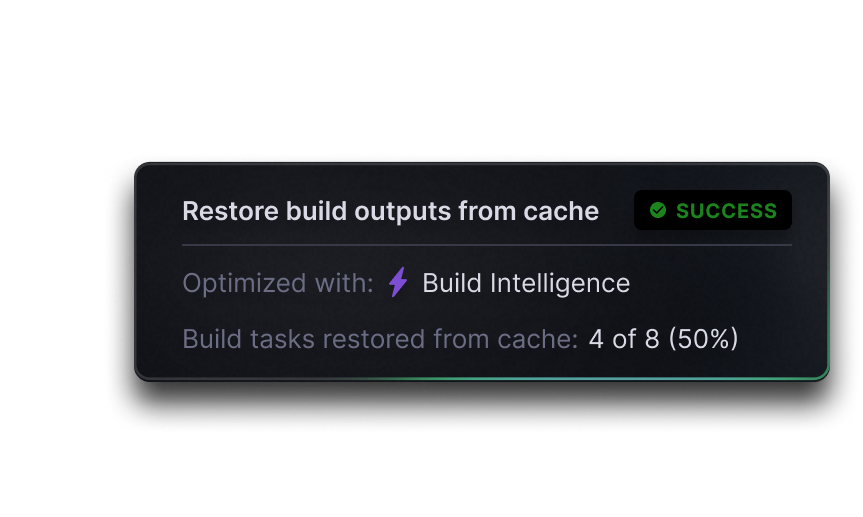 Restore build outputs from cache
SUCCESS
Optimized with: Build Intelligence
Build tasks restored from cache: 4 of 8 (50%)